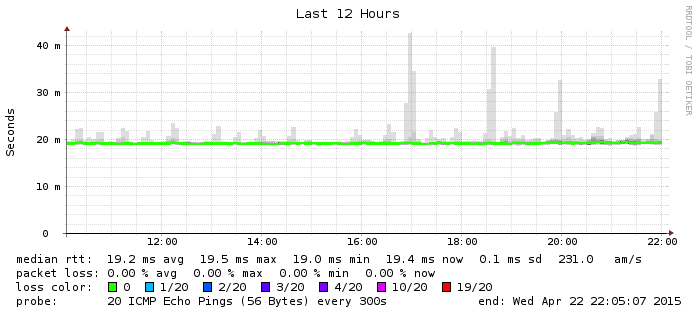 Last 12 Hours
RRDTOOL / TOBI OETIKER
Seconds
40 m
30 m
20 m
10 m
0
12:00 14:00 16:00 18:00 20:00 22:00
median rtt: 19.2 ms avg 19.5 ms max 19.0 ms min 19.4 ms now 0.1 ms sd 231.0 am/s
packet loss: 0.00 % avg 0.00 % max 0.00 % min 0.00 % now
loss color: 0 1/20 2/20 3/20 4/20 10/20 19/20
probe: 20 ICMP Echo Pings (56 Bytes) every 300s end: Wed Apr 22 22:05:07 2015